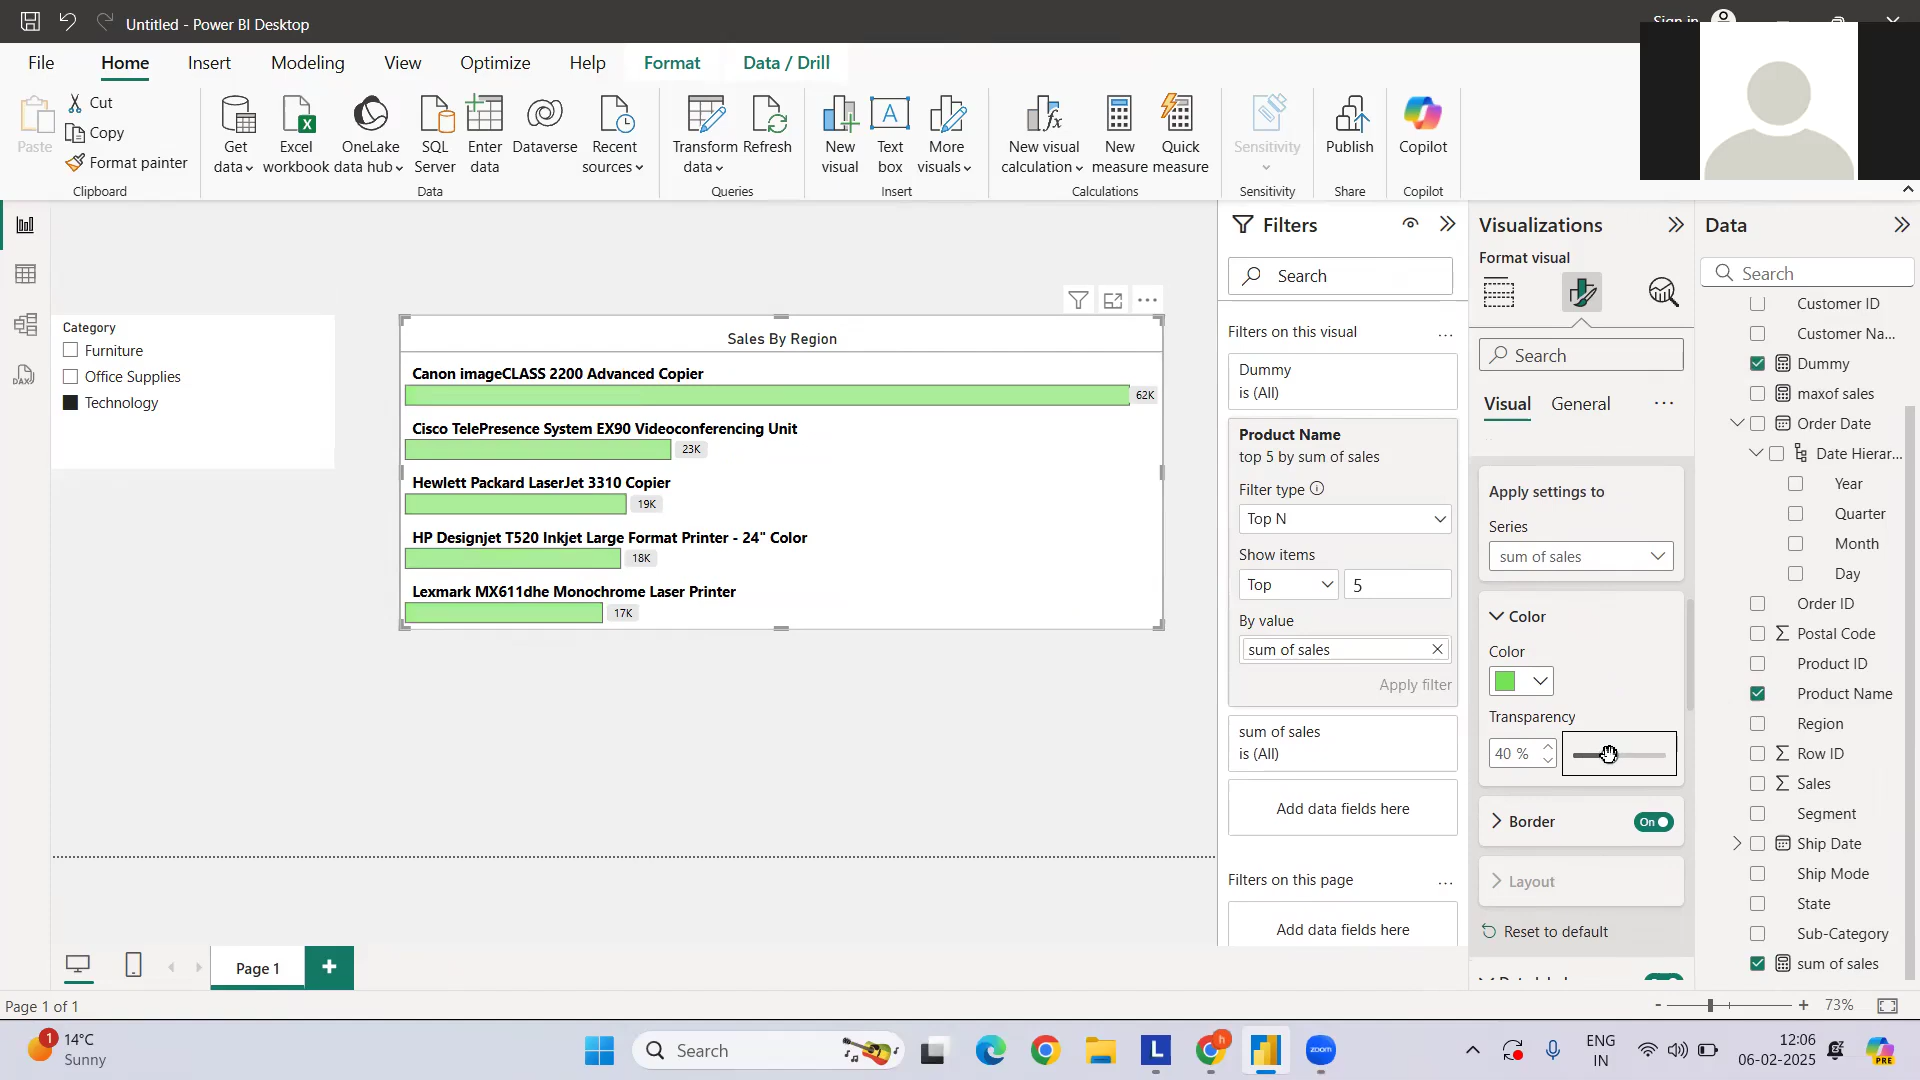 Untitled - Power BI Desktop
Sign in
File Home Insert Modeling View Optimize Help Format Data / Drill
Paste
Cut
Copy
Format painter
Clipboard
Get data
Excel workbook
OneLake data hub
SQL Server
Enter data
Dataverse
Recent sources
Data
Transform data
Refresh
Queries
New visual
Text box
More visuals
Insert
New visual calculation
New measure
Quick measure
Calculations
Sensitivity
Sensitivity
Publish
Share
Copilot
Copilot
Category
Furniture
Office Supplies
Technology
Sales By Region
Canon imageCLASS 2200 Advanced Copier
62K
Cisco TelePresence System EX90 Videoconferencing Unit
23K
Hewlett Packard LaserJet 3310 Copier
19K
HP Designjet T520 Inkjet Large Format Printer - 24" Color
18K
Lexmark MX611dhe Monochrome Laser Printer
17K
Filters
Search
Filters on this visual
Dummy
is (All)
Product Name
top 5 by sum of sales
Filter type
Top N
Show items
Top 5
By value
sum of sales
Apply filter
sum of sales
is (All)
Add data fields here
Filters on this page
Add data fields here
Visualizations
Format visual
Search
Visual General
Apply settings to
Series
sum of sales
Color
Color
Transparency
40 %
Border On
Layout
Reset to default
Data
Search
Customer ID
Customer Na...
Dummy
maxof sales
Order Date
Date Hierar...
Year
Quarter
Month
Day
Order ID
Postal Code
Product ID
Product Name
Region
Row ID
Sales
Segment
Ship Date
Ship Mode
State
Sub-Category
sum of sales
Page 1
Page 1 of 1
73%
1
14°C
Sunny
Search
L
h
zoom
ENG
IN
12:06
06-02-2025
PRE